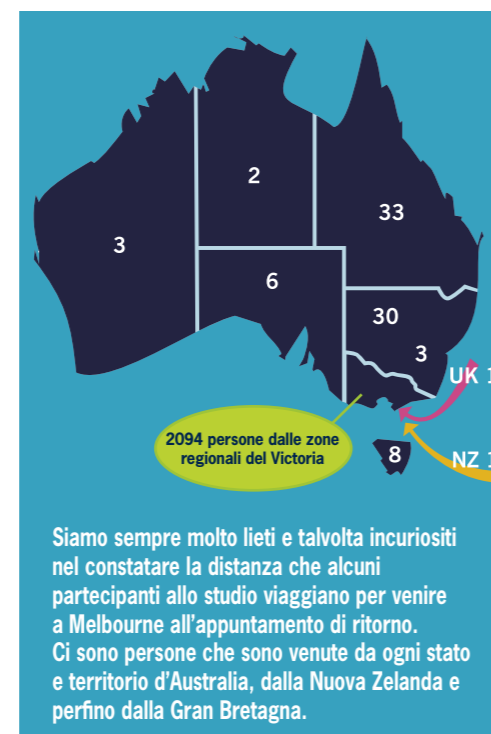 2
33
3
6
30
3
UK 1
2094 persone dalle zone
regionali del Victoria
8
NZ 1
Siamo sempre molto lieti e talvolta incuriositi
nel constatare la distanza che alcuni
partecipanti allo studio viaggiano per venire
a Melbourne all'appuntamento di ritorno.
Ci sono persone che sono venute da ogni stato
e territorio d'Australia, dalla Nuova Zelanda e
perfino dalla Gran Bretagna.